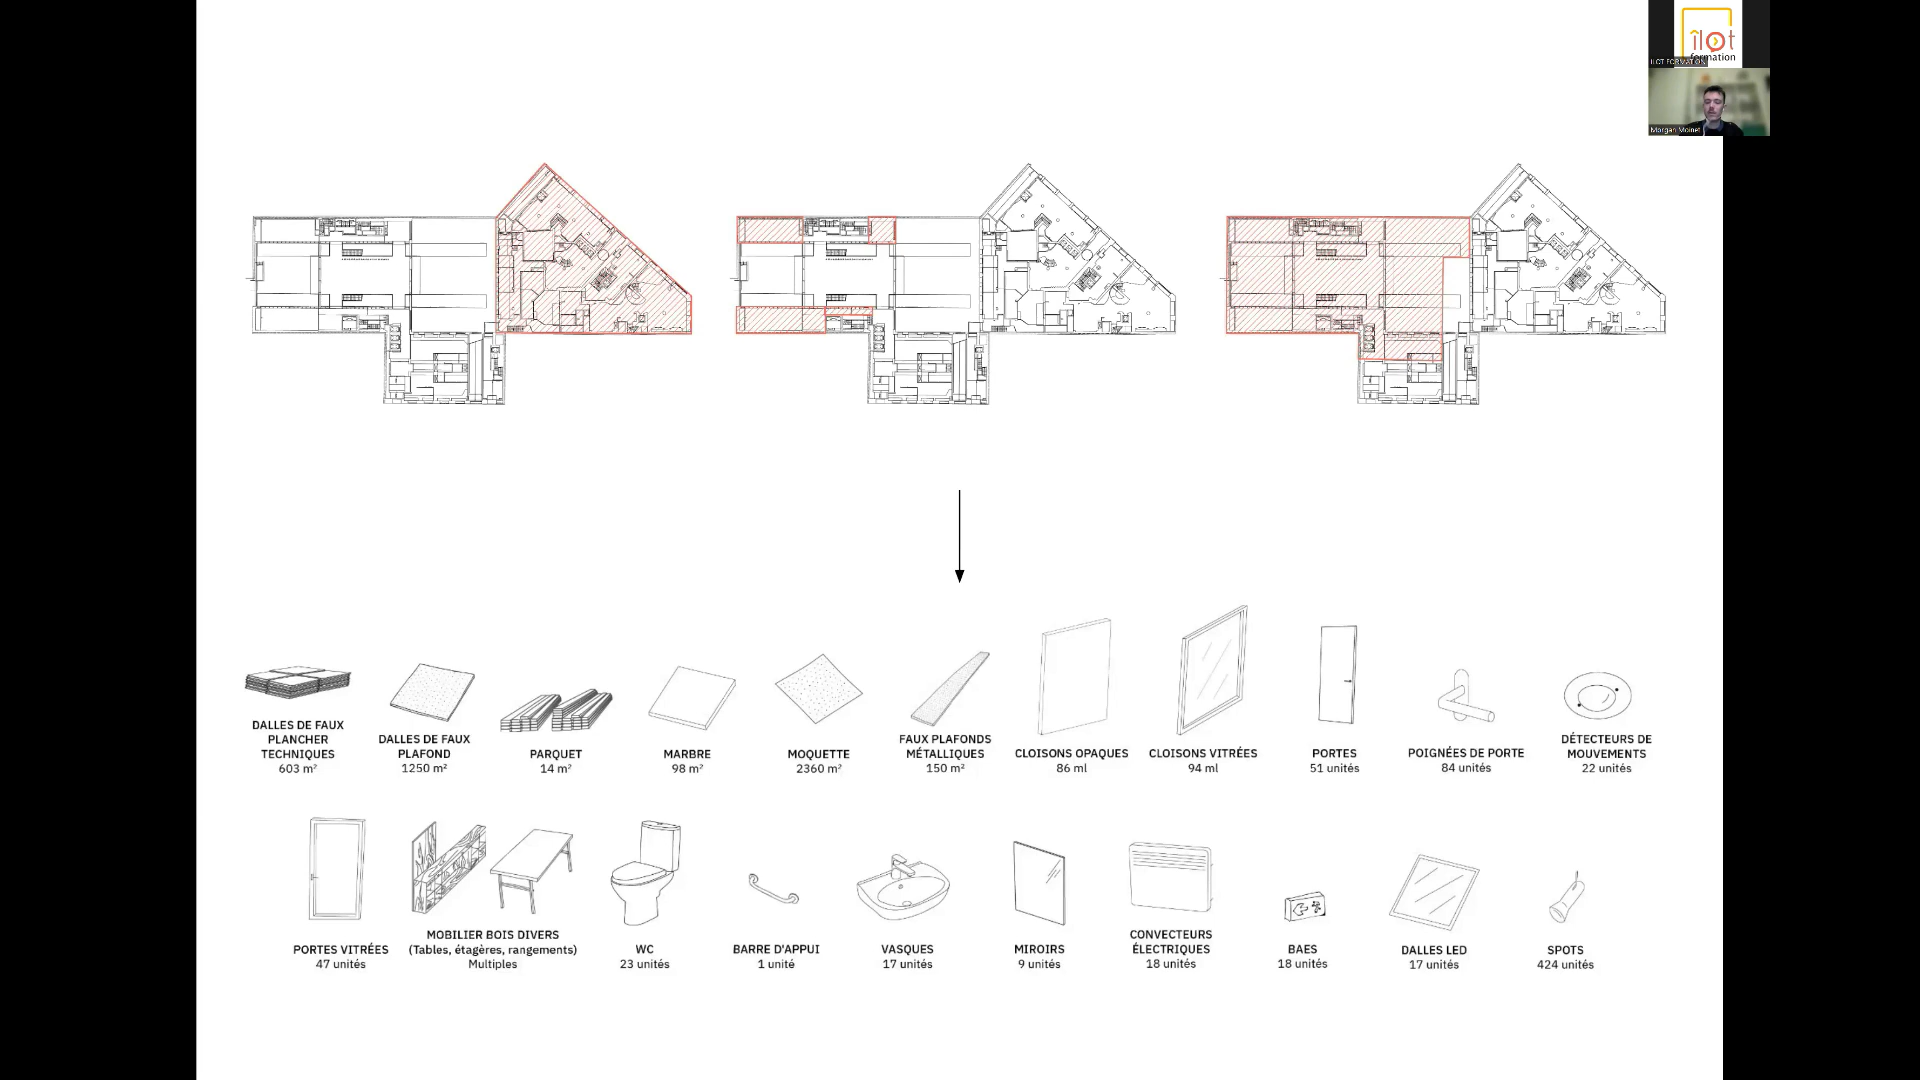 îlot
formation
ILOT FORMATION
Morgan Moinet
DALLES DE FAUX
PLANCHER
TECHNIQUES
603 m²
DALLES DE FAUX
PLAFOND
1250 m²
PARQUET
14 m²
MARBRE
98 m²
MOQUETTE
2360 m²
FAUX PLAFONDS
MÉTALLIQUES
150 m²
CLOISONS OPAQUES
86 ml
CLOISONS VITRÉES
94 ml
PORTES
51 unités
POIGNÉES DE PORTE
84 unités
DÉTECTEURS DE
MOUVEMENTS
22 unités
PORTES VITRÉES
47 unités
MOBILIER BOIS DIVERS
(Tables, étagères, rangements)
Multiples
WC
23 unités
BARRE D'APPUI
1 unité
VASQUES
17 unités
MIROIRS
9 unités
CONVECTEURS
ÉLECTRIQUES
18 unités
BAES
18 unités
DALLES LED
17 unités
SPOTS
424 unités